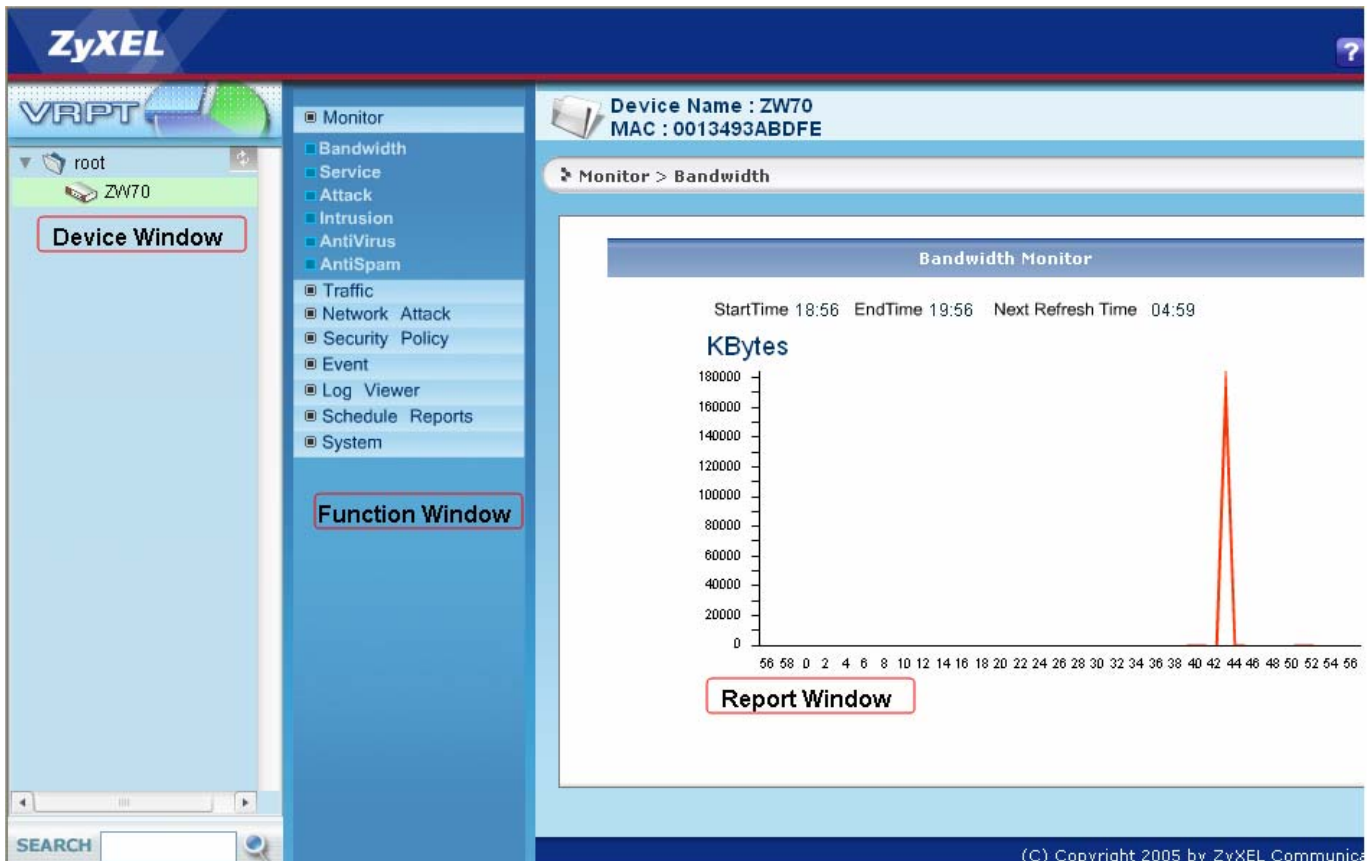 ZyXEL
?
VRPT
root
ZW70
Device Window
SEARCH
Monitor
Bandwidth
Service
Attack
Intrusion
AntiVirus
AntiSpam
Traffic
Network Attack
Security Policy
Event
Log Viewer
Schedule Reports
System
Function Window
Device Name : ZW70
MAC : 0013493ABDFE
Monitor > Bandwidth
Bandwidth Monitor
StartTime 18:56 EndTime 19:56 Next Refresh Time 04:59
KBytes
180000
160000
140000
120000
100000
80000
60000
40000
20000
0
56 58 0 2 4 6 8 10 12 14 16 18 20 22 24 26 28 30 32 34 36 38 40 42 44 46 48 50 52 54 56
Report Window
(C) Copyright 2005 by ZyXEL Communica